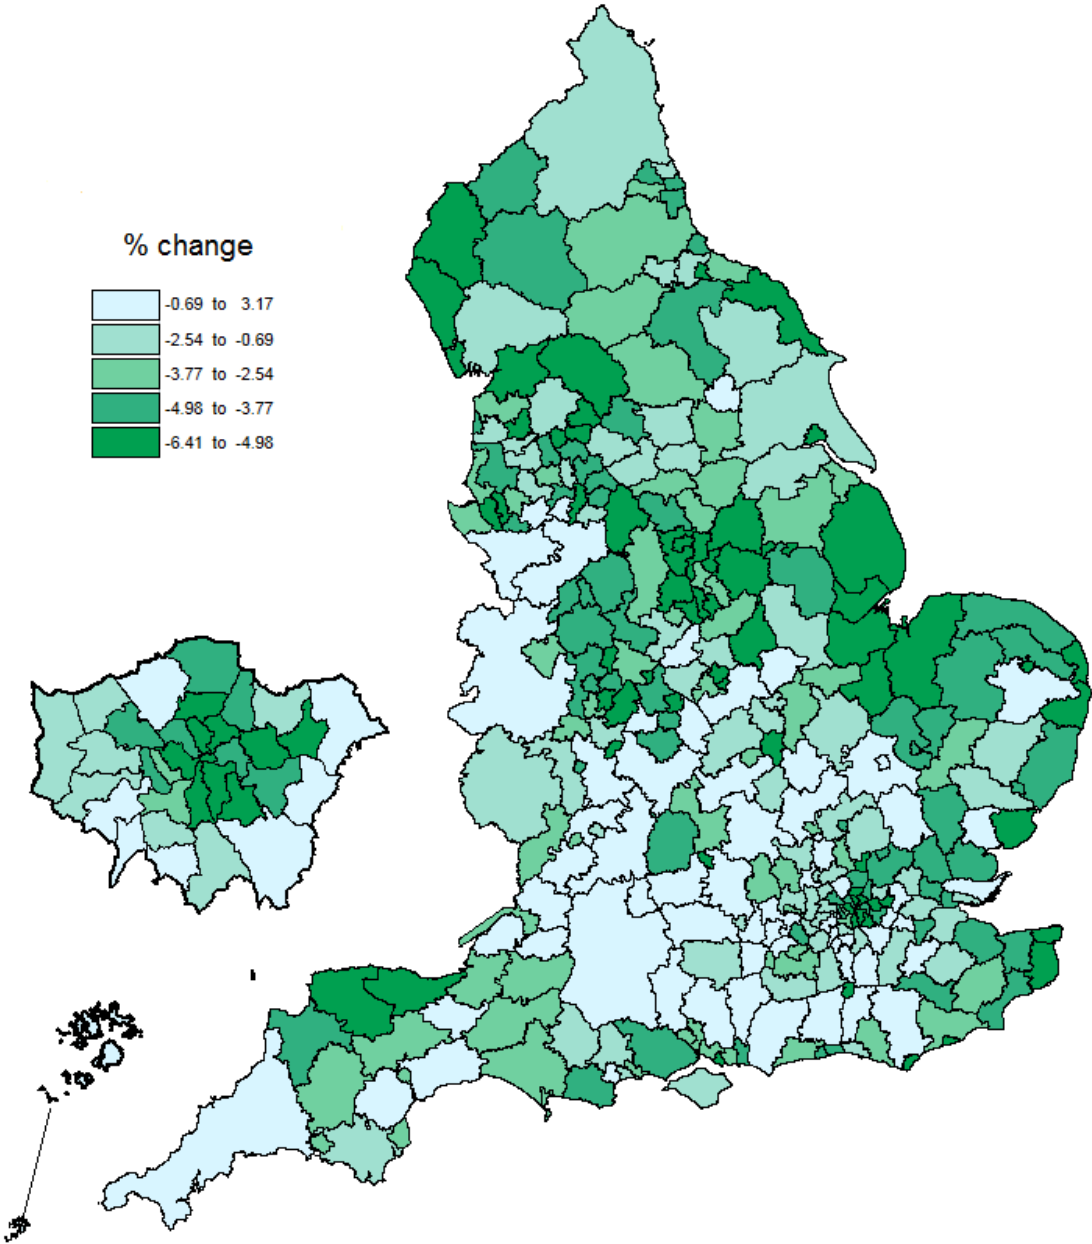 % change
-0.69 to 3.17
-2.54 to -0.69
-3.77 to -2.54
-4.98 to -3.77
-6.41 to -4.98